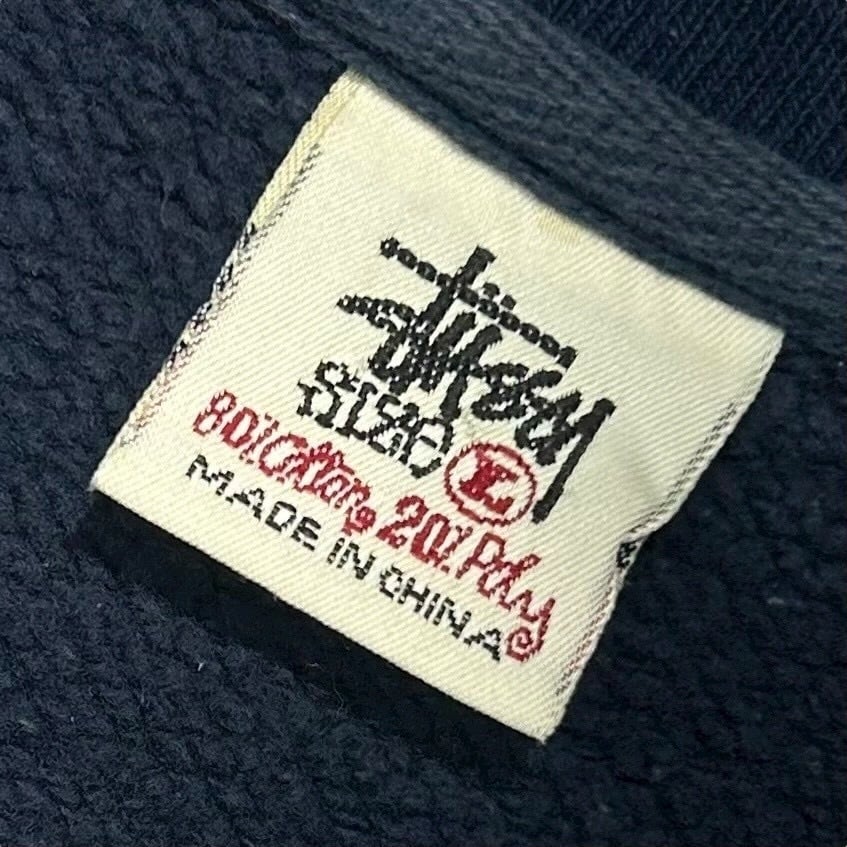 Stüssy
SIZE L
80% Cotton, 20% Poly
MADE IN CHINA